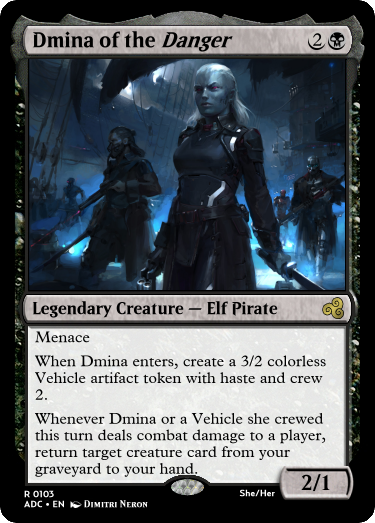 Dmina of the Danger 2
Legendary Creature — Elf Pirate
Menace
When Dmina enters, create a 3/2 colorless
Vehicle artifact token with haste and crew
2.
Whenever Dmina or a Vehicle she crewed
this turn deals combat damage to a player,
return target creature card from your
graveyard to your hand.
2/1
R 0103
She/Her
ADC • EN Dimitri Neron